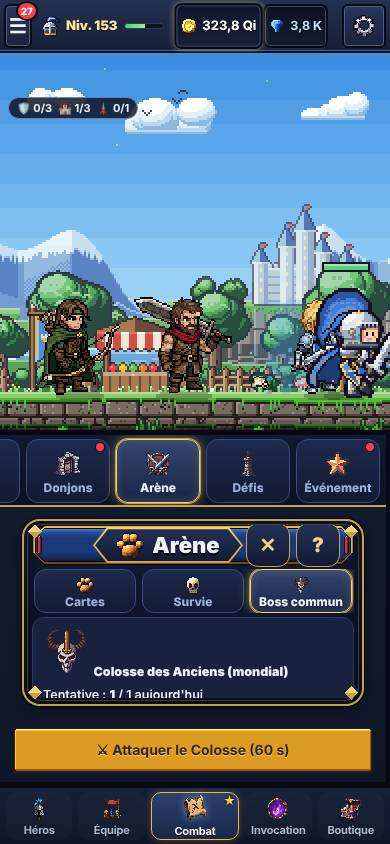 27
Niv. 153
323,8 Qi
3,8 K
0/3 1/3 0/1
Donjons
Arène
Défis
Événement
Arène
×
?
Cartes
Survie
Boss commun
Colosse des Anciens (mondial)
Tentative : 1 / 1 aujourd'hui
⚔ Attaquer le Colosse (60 s)
Héros
Équipe
Combat
Invocation
Boutique